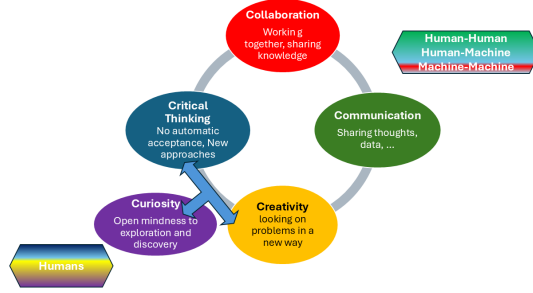 Collaboration
Working
together, sharing
knowledge
Human-Human
Human-Machine
Machine-Machine
Critical
Thinking
No automatic
acceptance, New
approaches
Communication
Sharing thoughts,
data, ...
Curiosity
Open mindness to
exploration and
discovery
Creativity
looking on
problems in a
new way
Humans